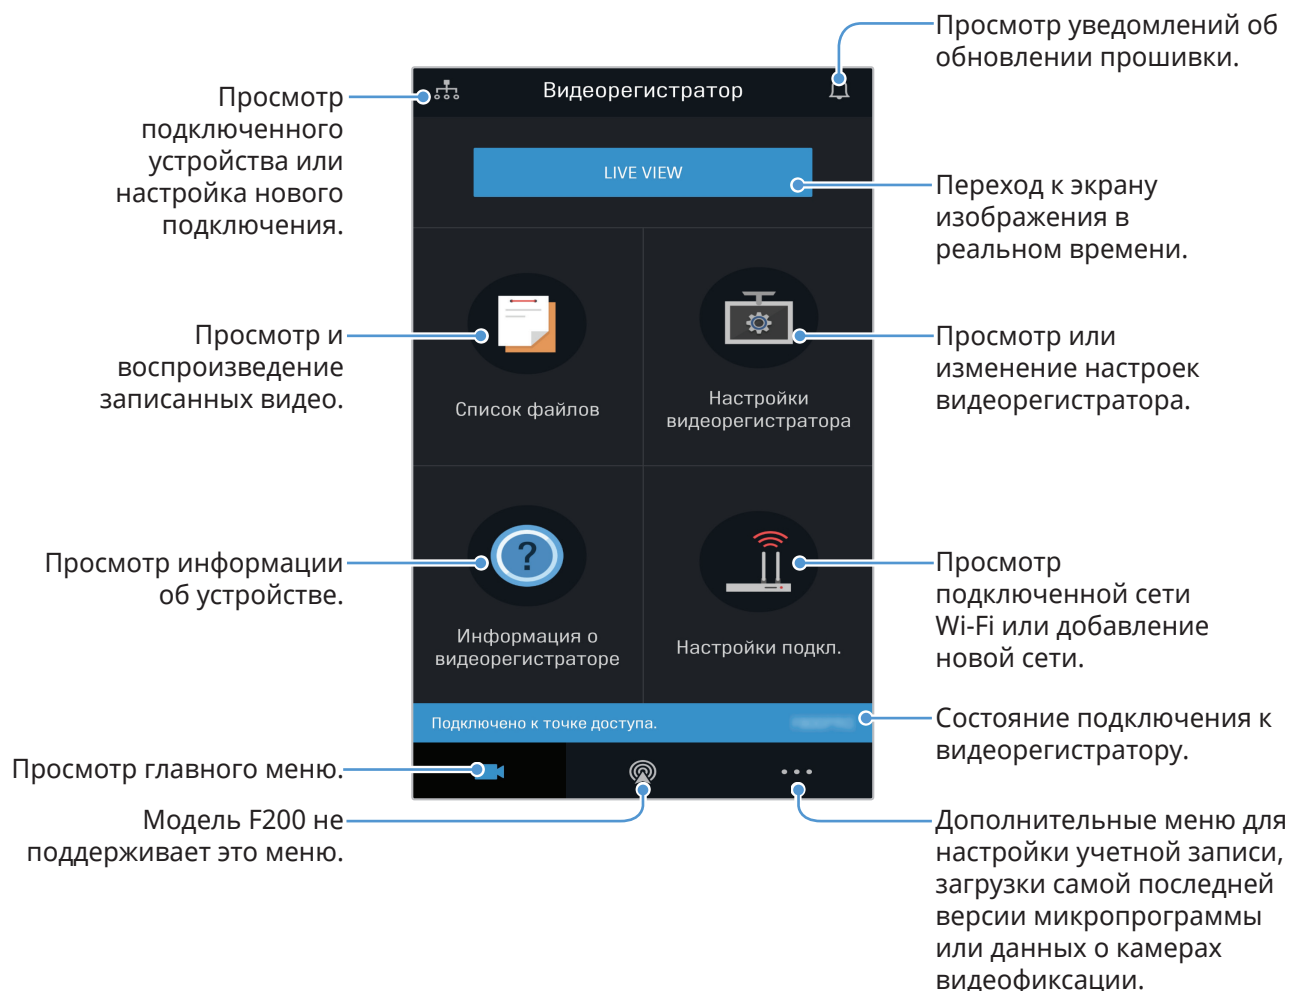 Просмотр уведомлений об
обновлении прошивки.
Видеорегистратор
Просмотр
подключенного
устройства или
настройка нового
подключения.
LIVE VIEW
Переход к экрану
изображения в
реальном времени.
Просмотр и
воспроизведение
записанных видео.
Список файлов
Настройки
видеорегистратора
Просмотр или
изменение настроек
видеорегистратора.
Просмотр информации
об устройстве.
?
Информация о
видеорегистраторе
Настройки подкл.
Просмотр
подключенной сети
Wi-Fi или добавление
новой сети.
Подключено к точке доступа.
Состояние подключения к
видеорегистратору.
Просмотр главного меню.
Модель F200 не
поддерживает это меню.
Дополнительные меню для
настройки учетной записи,
загрузки самой последней
версии микропрограммы
или данных о камерах
видеофиксации.